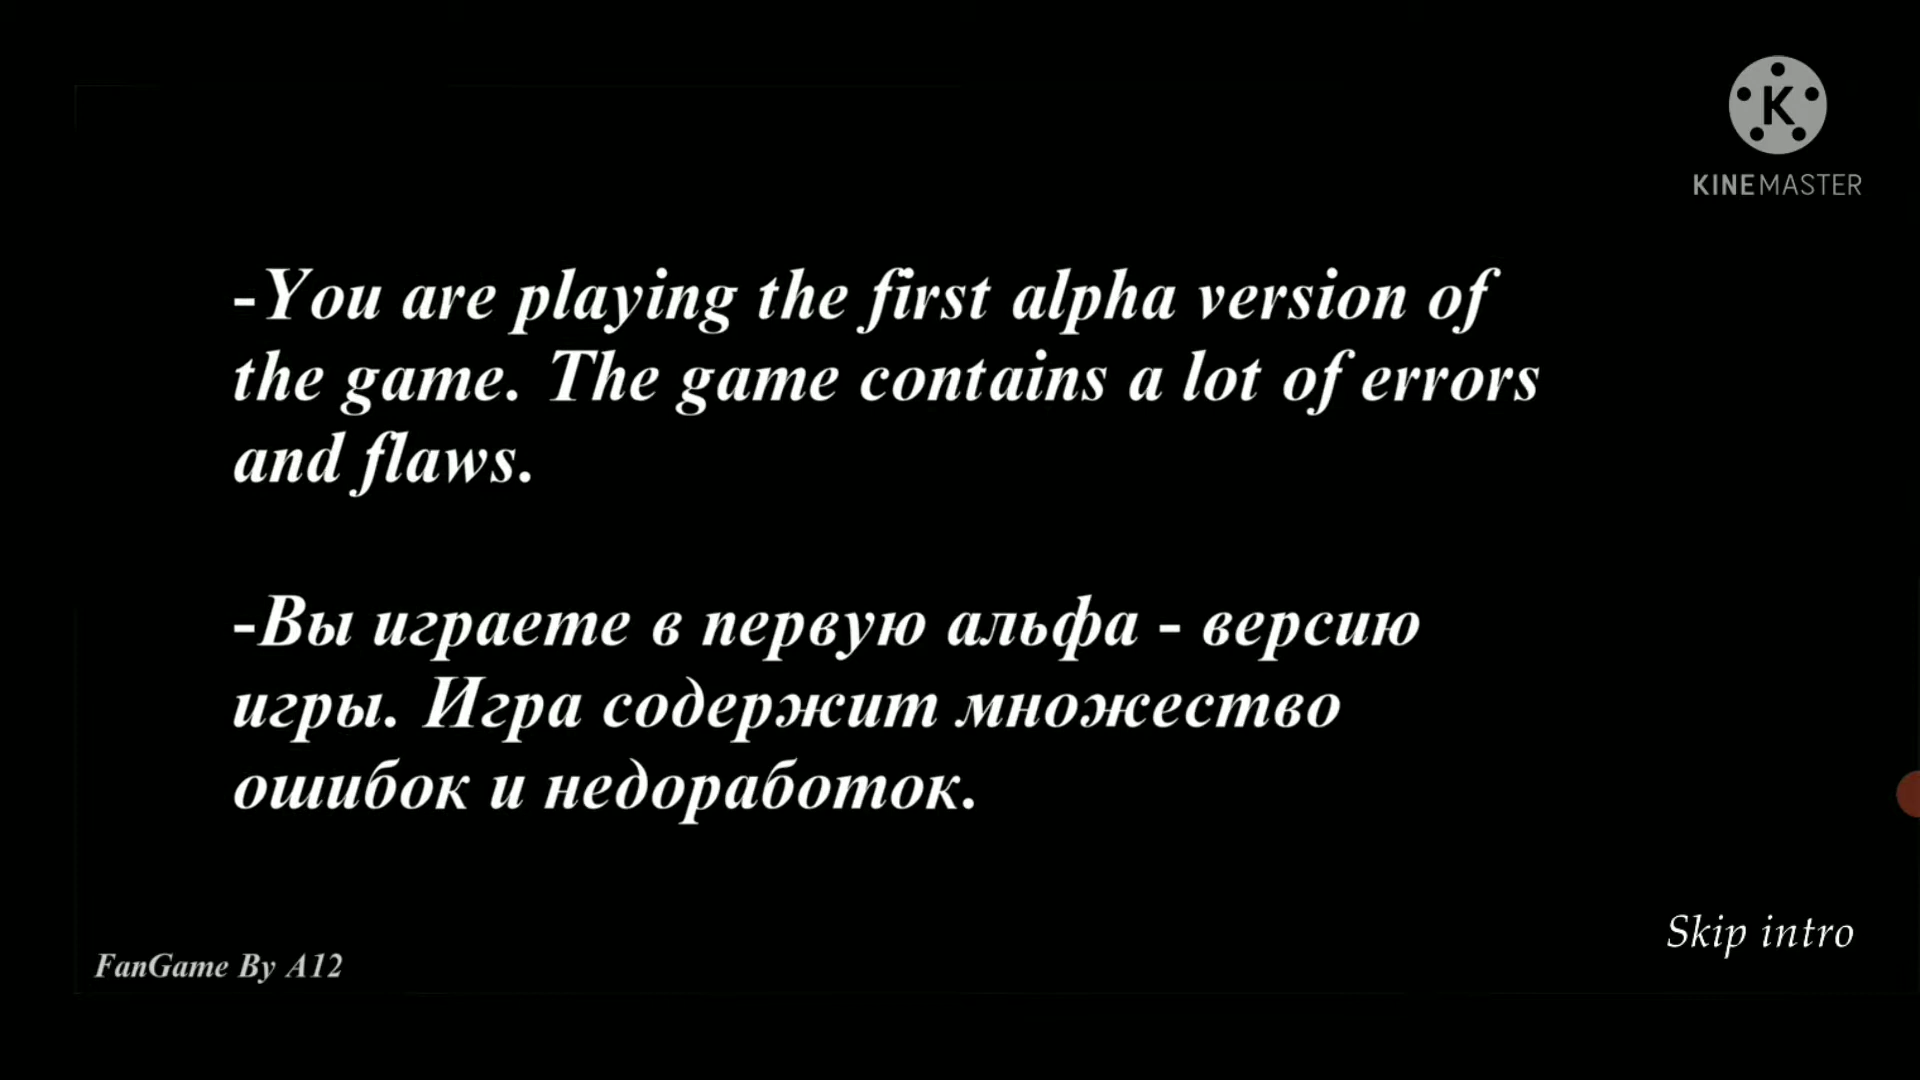 K
KINEMASTER
-You are playing the first alpha version of
the game. The game contains a lot of errors
and flaws.
-Вы играете в первую альфа - версию
игры. Игра содержит множество
ошибок и недоработок.
Skip intro
FanGame By A12